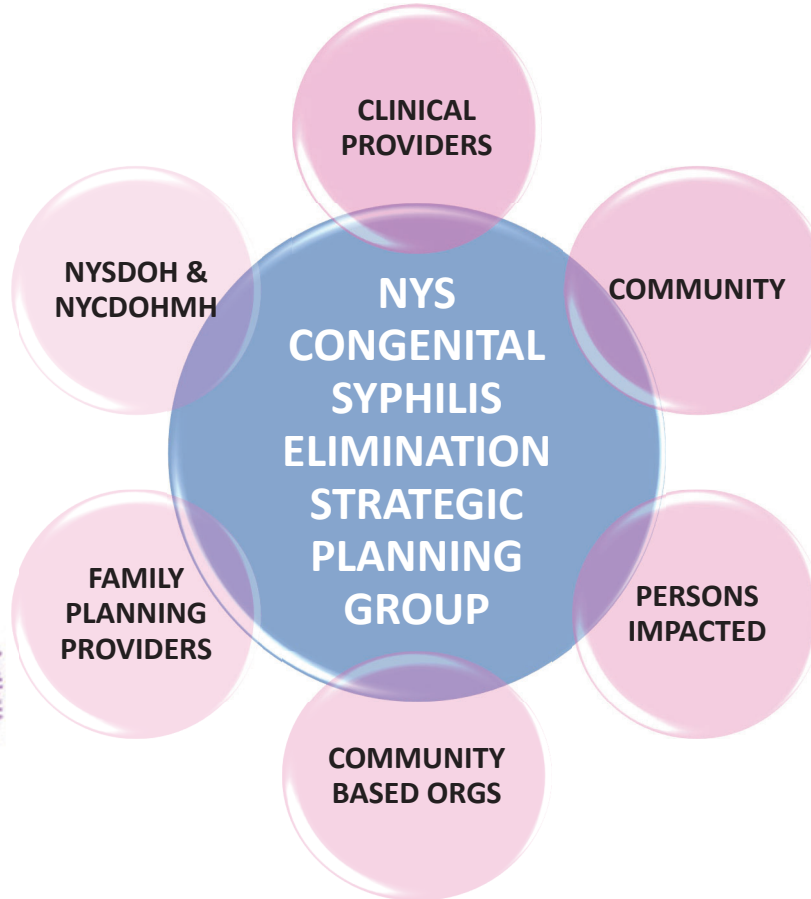 CLINICAL
PROVIDERS
NYSDOH &
NYCDOHMH
COMMUNITY
NYS
CONGENITAL
SYPHILIS
ELIMINATION
STRATEGIC
PLANNING
GROUP
FAMILY
PLANNING
PROVIDERS
PERSONS
IMPACTED
COMMUNITY
BASED ORGS